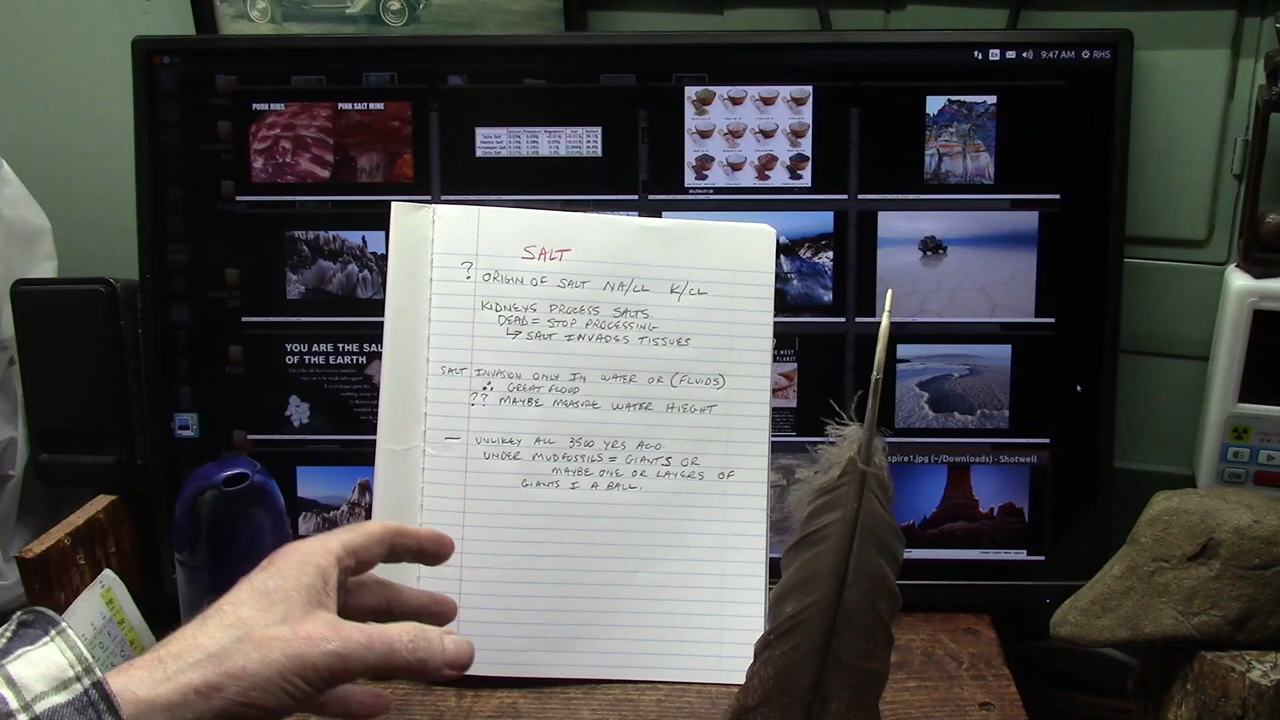 9:47 AM RHS
PORK RIBS
PINK SALT MINE
SALT
? ORIGIN OF SALT NA/CL K/CL
KIDNEYS PROCESS SALTS.
DEAD = STOP PROCESSING
↳ SALT INVADES TISSUES
SALT INVASION ONLY IN WATER OR (FLUIDS)
∴ GREAT FLOOD
?? MAYBE MEASURE WATER HIEGHT
— UNLIKEY ALL 3500 YRS AGO.
UNDER MUDFOSSILS = GIANTS OR
MAYBE ONE OR LAYERS OF
GIANTS I A BALL.
YOU ARE THE SAL
OF THE EARTH
spire1.jpg (~/Downloads) - Shotwell
ON